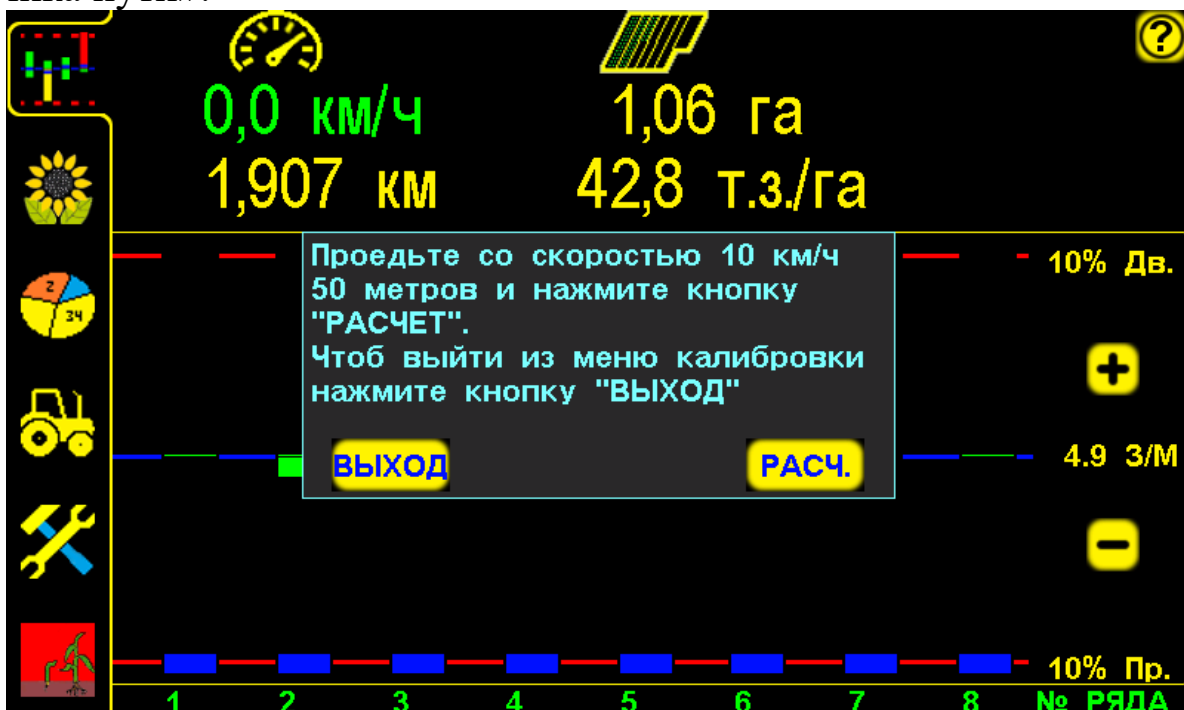 ?
0,0 км/ч
1,06 га
1,907 км
42,8 т.з./га
2
34
Проедьте со скоростью 10 км/ч
50 метров и нажмите кнопку
"РАСЧЕТ".
Чтоб выйти из меню калибровки
нажмите кнопку "ВЫХОД"
ВЫХОД
РАСЧ.
10% Дв.
+
4.9 З/М
−
10% Пр.
1 2 3 4 5 6 7 8 № РЯДА